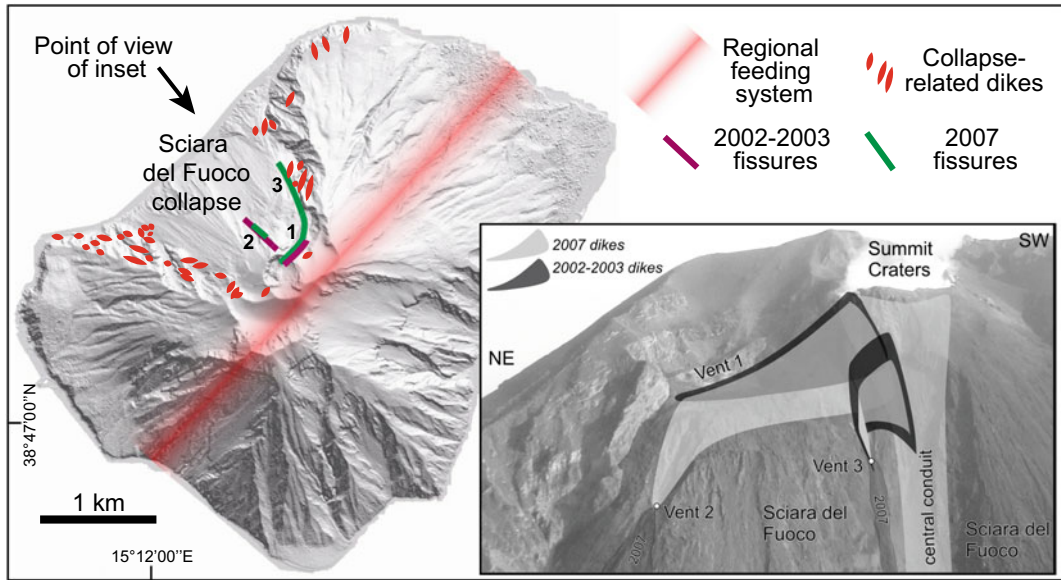 Point of view
of inset
Sciara
del Fuoco
collapse
3
1
2
38°47'00''N
1 km
15°12'00''E
Regional
feeding
system
Collapse-
related dikes
2002-2003
fissures
2007
fissures
2007 dikes
2002-2003 dikes
Summit
Craters
SW
NE
Vent 1
Vent 3
Vent 2
2007
Sciara del
Fuoco
2007
central conduit
Sciara del
Fuoco